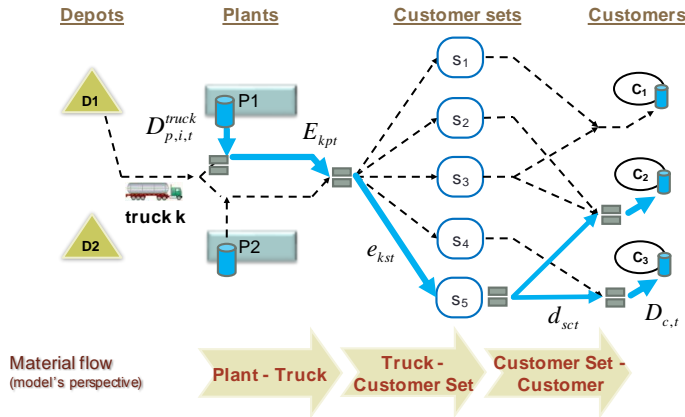 Depots Plants Customer sets Customers
D1
P1
s1
C1
D_{p,i,t}^{truck}
E_{kpt}
s2
s3
C2
truck k
D2
P2
s4
e_{kst}
C3
s5
d_{sct}
D_{c,t}
Material flow
(model's perspective)
Plant - Truck
Truck -
Customer Set
Customer Set -
Customer